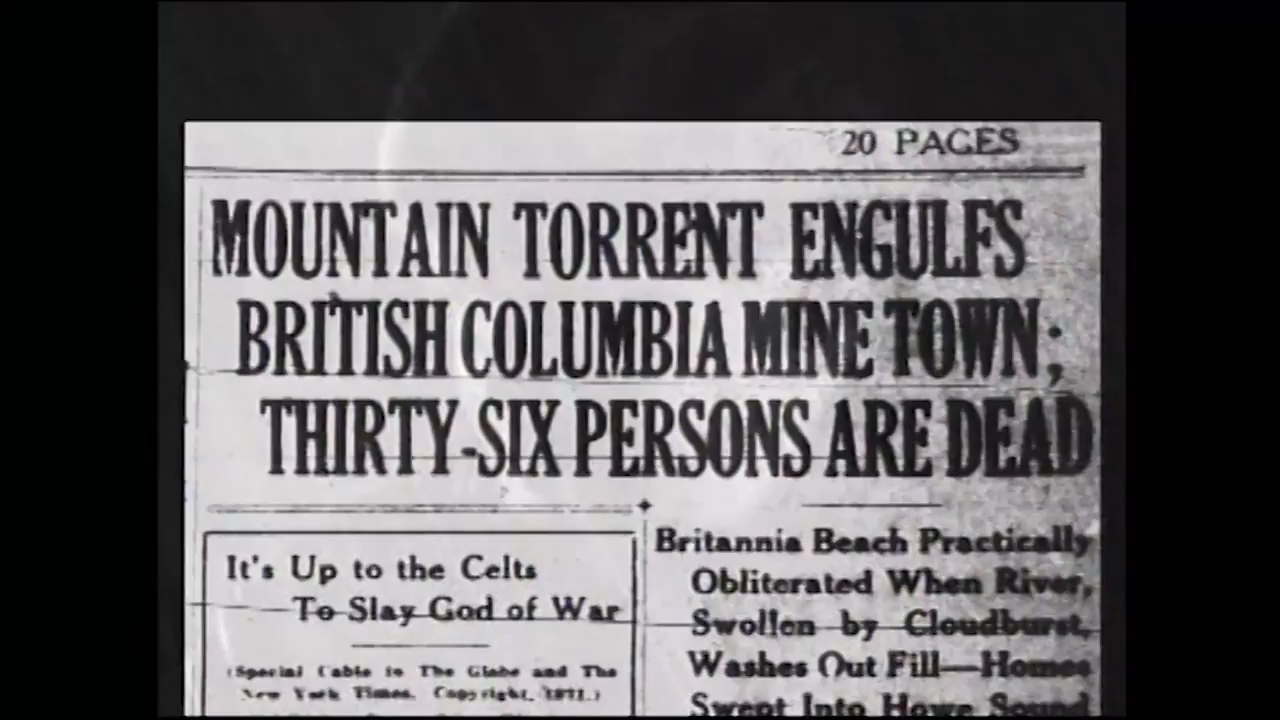 20 PAGES
MOUNTAIN TORRENT ENGULFS
BRITISH COLUMBIA MINE TOWN;
THIRTY-SIX PERSONS ARE DEAD
It's Up to the Celts
To Slay God of War
(Special Cable to The Globe and The
New York Times. Copyright,
Britannia Beach Practically
Obliterated When River,
Swollen by Cloudburst,
Washes Out Fill—Homes
Swept Into Howe Sound